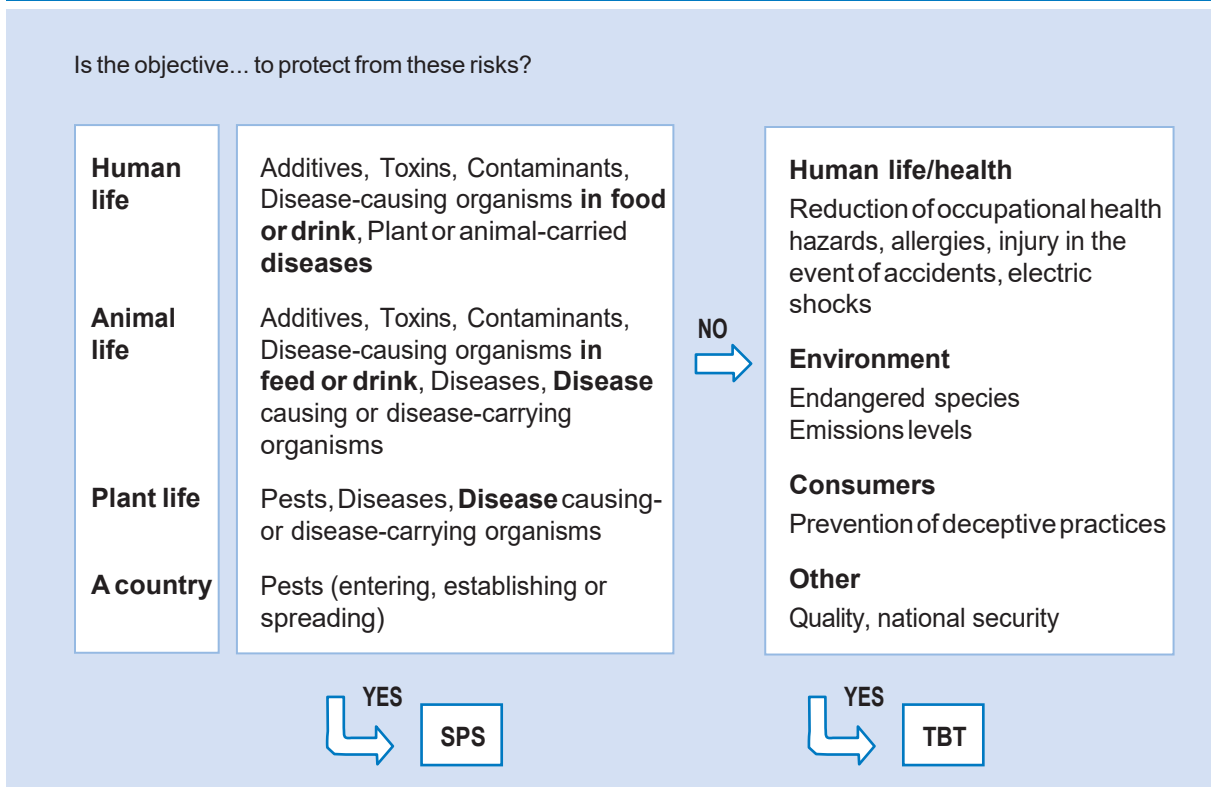 Is the objective... to protect from these risks?
Human
life
Additives, Toxins, Contaminants,
Disease-causing organisms in food
or drink, Plant or animal-carried
diseases
Animal
life
Additives, Toxins, Contaminants,
Disease-causing organisms in
feed or drink, Diseases, Disease
causing or disease-carrying
organisms
Plant life
Pests, Diseases, Disease causing-
or disease-carrying organisms
A country
Pests (entering, establishing or
spreading)
YES
SPS
NO
Human life/health
Reduction of occupational health
hazards, allergies, injury in the
event of accidents, electric
shocks
Environment
Endangered species
Emissions levels
Consumers
Prevention of deceptive practices
Other
Quality, national security
YES
TBT